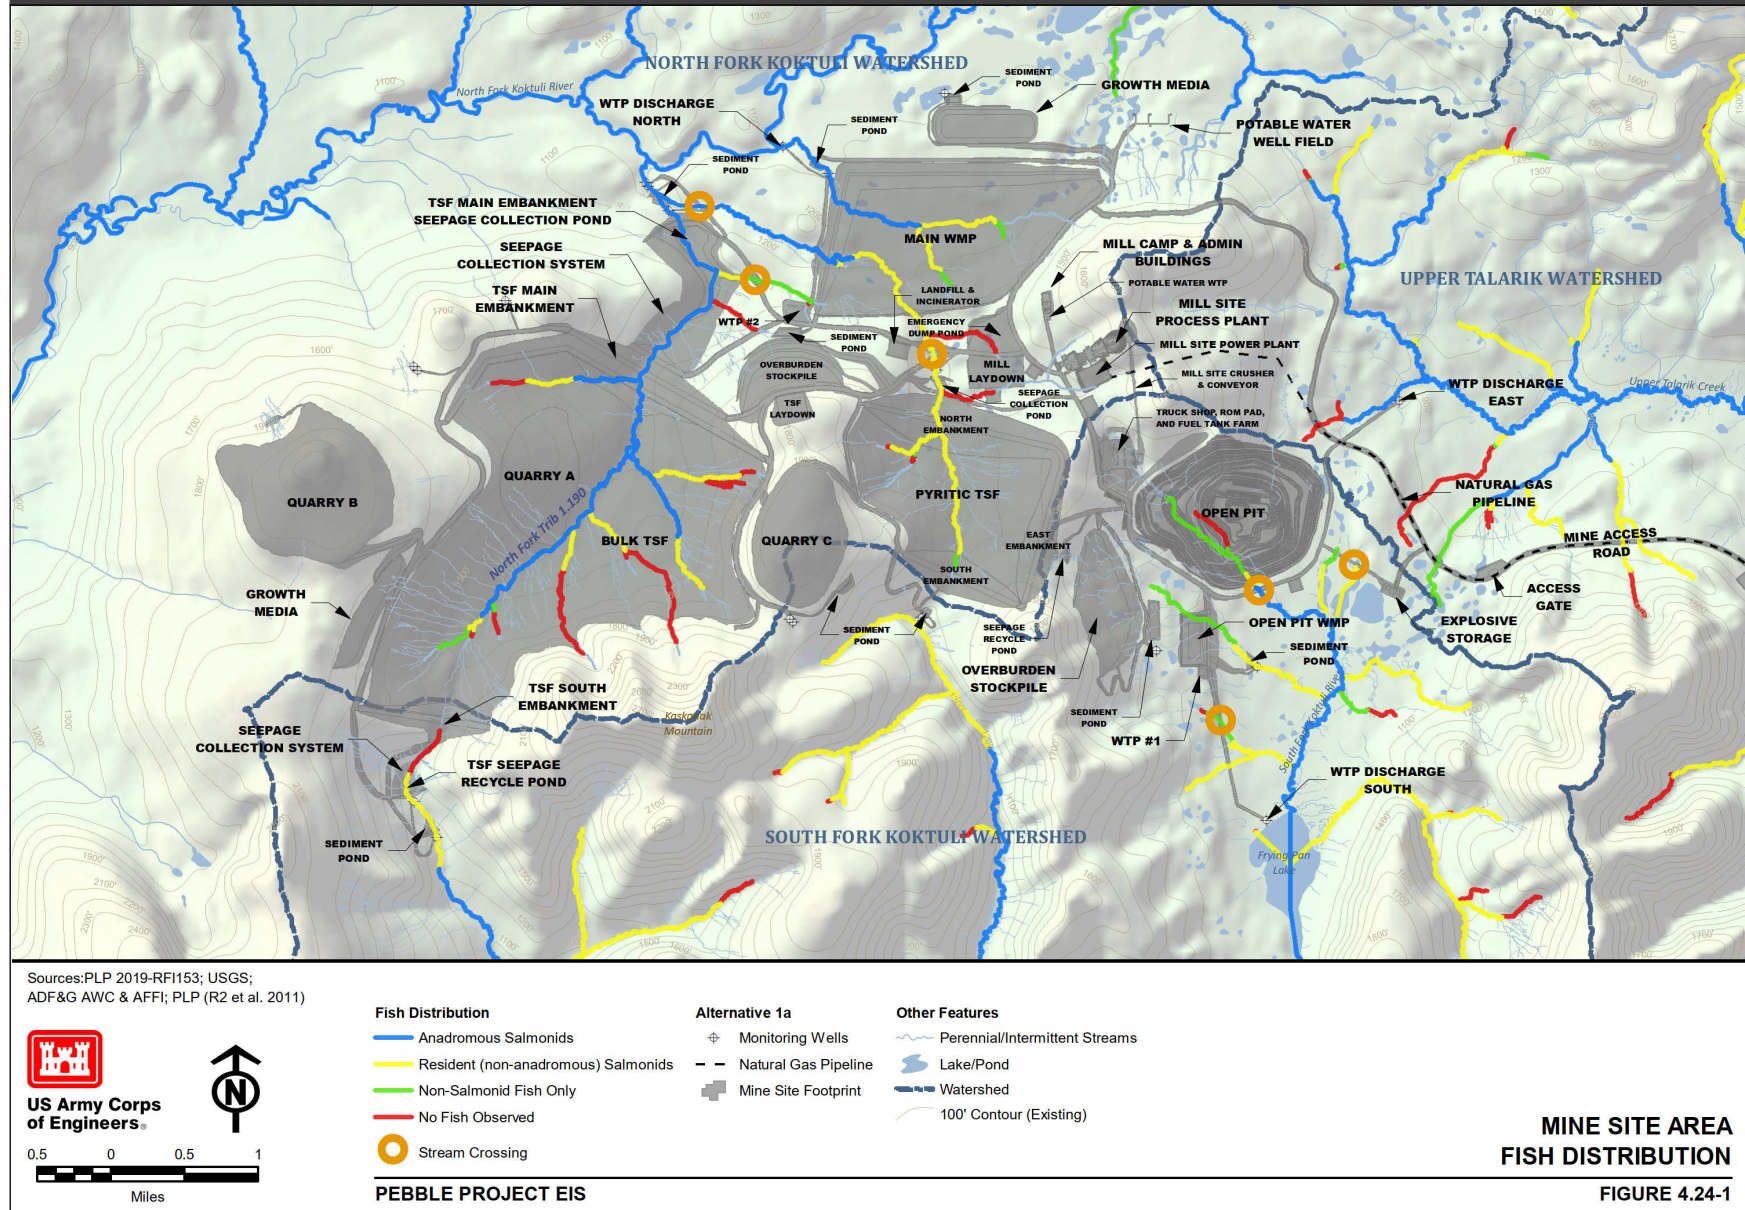 NORTH FORK KOKTULI WATERSHED
North Fork Koktuli River
WTP DISCHARGE
NORTH
SEDIMENT
POND
GROWTH MEDIA
SEDIMENT
POND
POTABLE WATER
WELL FIELD
SEDIMENT
POND
TSF MAIN EMBANKMENT
SEEPAGE COLLECTION POND
SEEPAGE
COLLECTION SYSTEM
TSF MAIN
EMBANKMENT
MAIN WMP
MILL CAMP & ADMIN
BUILDINGS
POTABLE WATER WTP
UPPER TALARIK WATERSHED
LANDFILL &
INCINERATOR
MILL SITE
PROCESS PLANT
WTP #2
EMERGENCY
DUMP POND
SEDIMENT
POND
MILL SITE POWER PLANT
OVERBURDEN
STOCKPILE
MILL
LAYDOWN
MILL SITE CRUSHER
& CONVEYOR
WTP DISCHARGE
EAST
Upper Talarik Creek
TSF
LAYDOWN
SEEPAGE
COLLECTION
POND
TRUCK SHOP, ROM PAD,
AND FUEL TANK FARM
NORTH
EMBANKMENT
QUARRY B
QUARRY A
PYRITIC TSF
OPEN PIT
NATURAL GAS
PIPELINE
North Fork Trib 1.190
BULK TSF
QUARRY C
EAST
EMBANKMENT
MINE ACCESS
ROAD
SOUTH
EMBANKMENT
ACCESS
GATE
GROWTH
MEDIA
SEDIMENT
POND
SEEPAGE
RECYCLE
POND
OPEN PIT WMP
EXPLOSIVE
STORAGE
SEDIMENT
POND
OVERBURDEN
STOCKPILE
TSF SOUTH
EMBANKMENT
Kaskanak
Mountain
SEDIMENT
POND
WTP #1
South Fork Koktuli River
SEEPAGE
COLLECTION SYSTEM
TSF SEEPAGE
RECYCLE POND
WTP DISCHARGE
SOUTH
SEDIMENT
POND
SOUTH FORK KOKTULI WATERSHED
Frying Pan
Lake
Sources:PLP 2019-RFI153; USGS;
ADF&G AWC & AFFI; PLP (R2 et al. 2011)
US Army Corps
of Engineers®
N
0.5 0 0.5 1
Miles
Fish Distribution
Anadromous Salmonids
Resident (non-anadromous) Salmonids
Non-Salmonid Fish Only
No Fish Observed
Stream Crossing
Alternative 1a
Monitoring Wells
Natural Gas Pipeline
Mine Site Footprint
Other Features
Perennial/Intermittent Streams
Lake/Pond
Watershed
100' Contour (Existing)
MINE SITE AREA
FISH DISTRIBUTION
PEBBLE PROJECT EIS
FIGURE 4.24-1